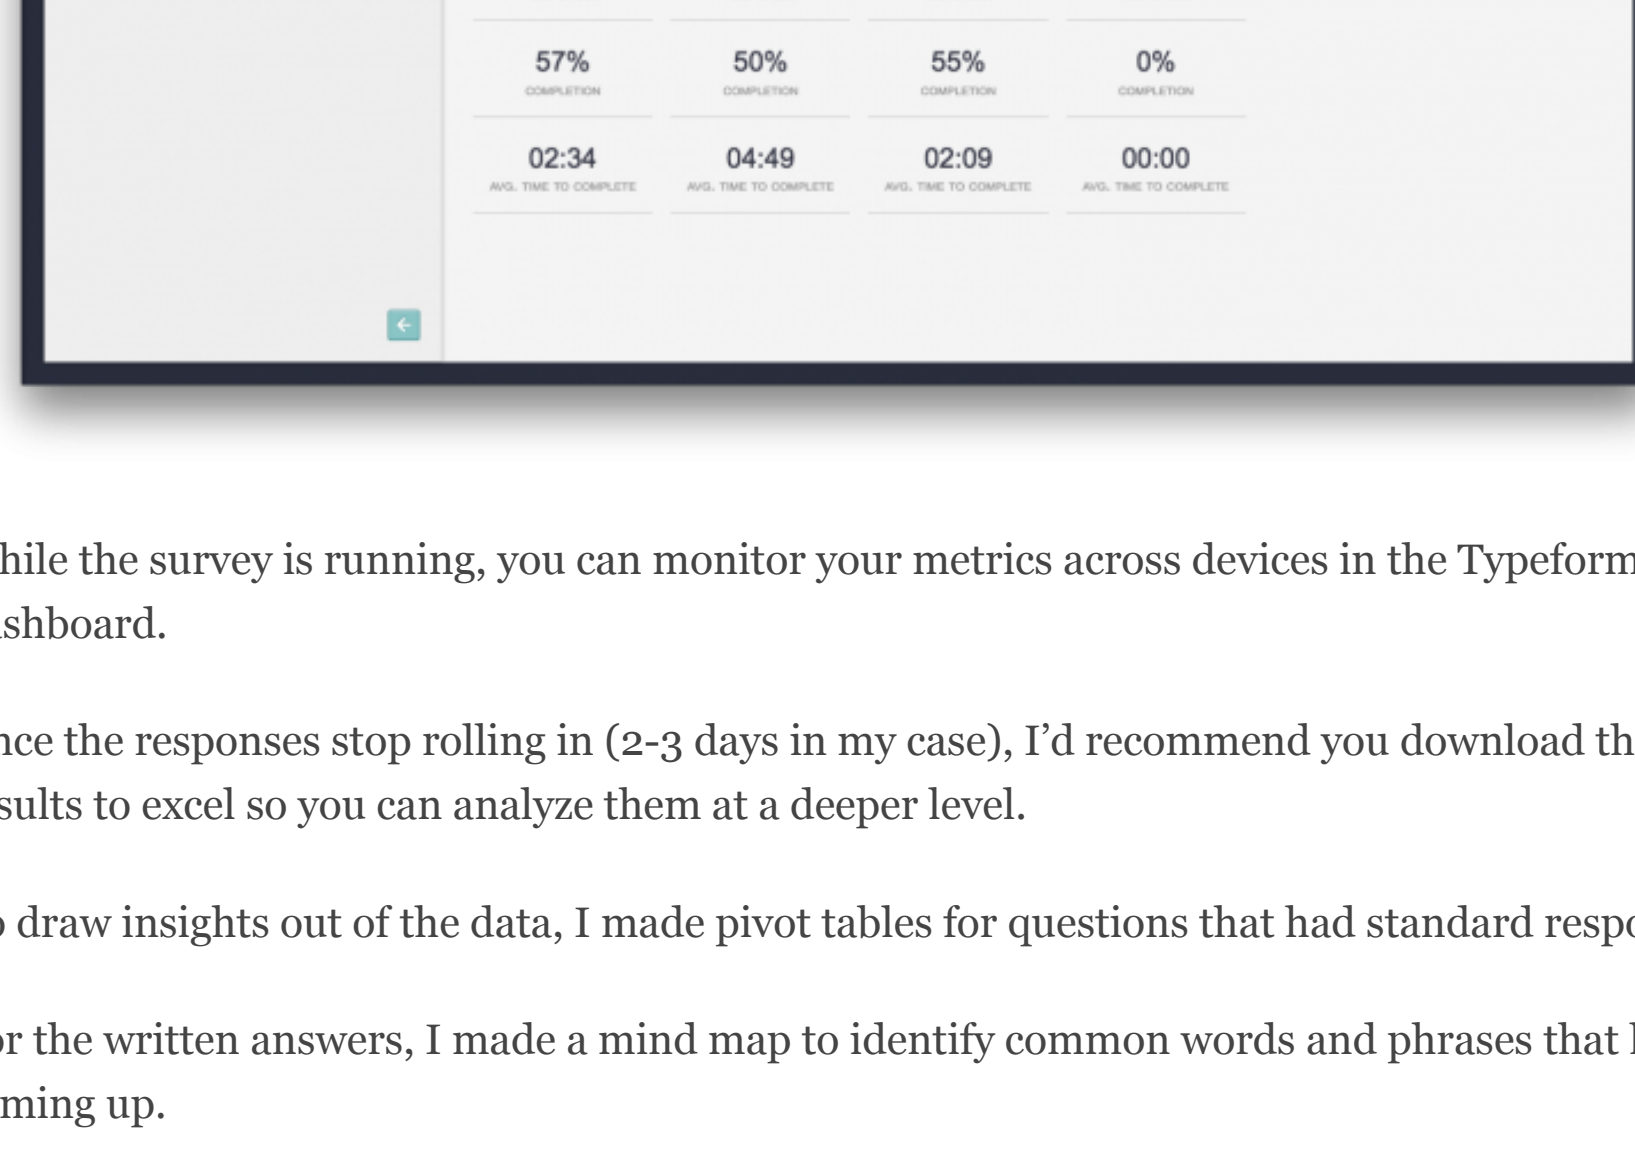 57% 50% 55% 0%
COMPLETION COMPLETION COMPLETION COMPLETION
02:34 04:49 02:09 00:00
AVG. TIME TO COMPLETE AVG. TIME TO COMPLETE AVG. TIME TO COMPLETE AVG. TIME TO COMPLETE
hile the survey is running, you can monitor your metrics across devices in the Typeform
shboard.
nce the responses stop rolling in (2-3 days in my case), I’d recommend you download th
sults to excel so you can analyze them at a deeper level.
draw insights out of the data, I made pivot tables for questions that had standard respo
or the written answers, I made a mind map to identify common words and phrases that
ming up.